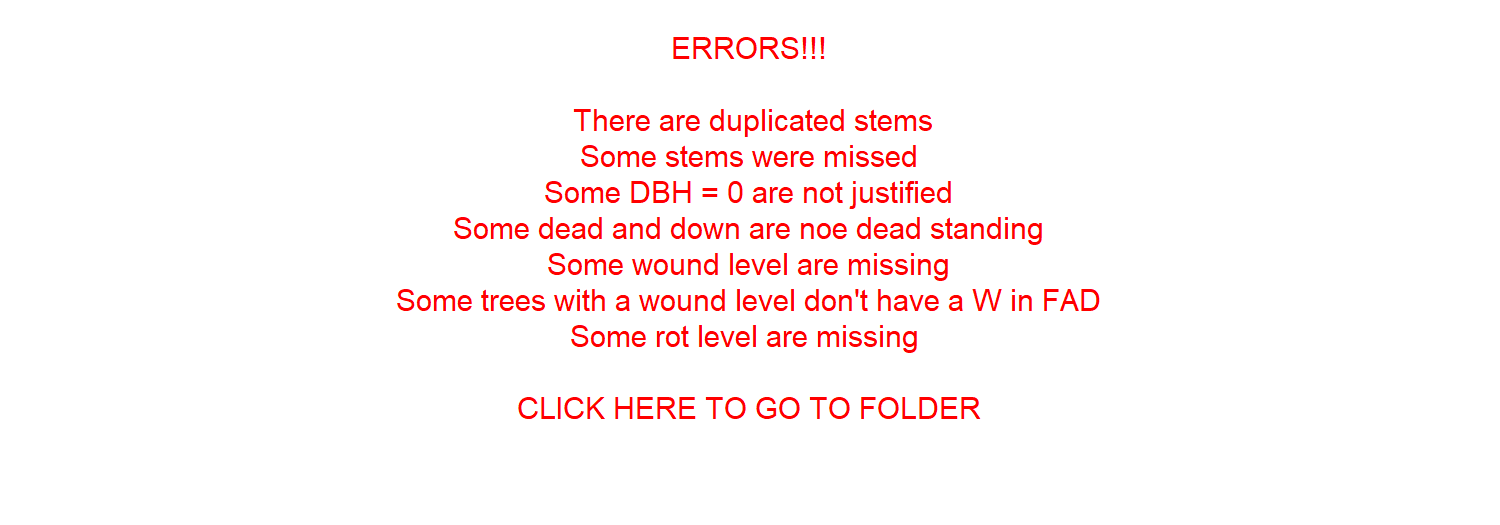 ERRORS!!!
There are duplicated stems
Some stems were missed
Some DBH = 0 are not justified
Some dead and down are noe dead standing
Some wound level are missing
Some trees with a wound level don't have a W in FAD
Some rot level are missing
CLICK HERE TO GO TO FOLDER